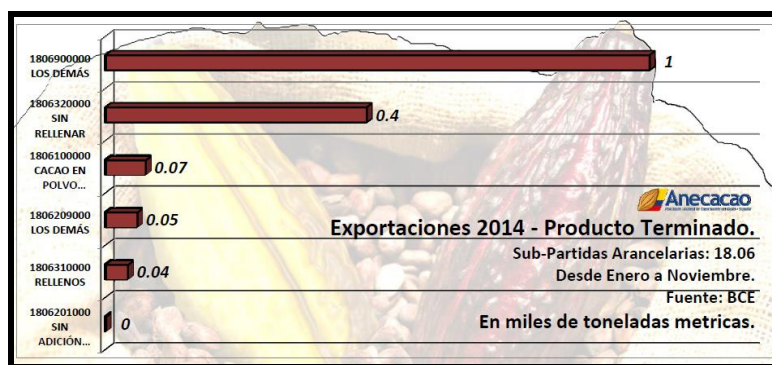 1806900000
LOS DEMÁS
1
1806320000
SIN
RELLENAR
0.4
1806100000
CACAO EN
POLVO...
0.07
1806209000
LOS DEMÁS
0.05
1806310000
RELLENOS
0.04
1806201000
SIN
ADICIÓN...
0
Anecacao
Exportaciones 2014 - Producto Terminado.
Sub-Partidas Arancelarias: 18.06
Desde Enero a Noviembre.
Fuente: BCE
En miles de toneladas metricas.